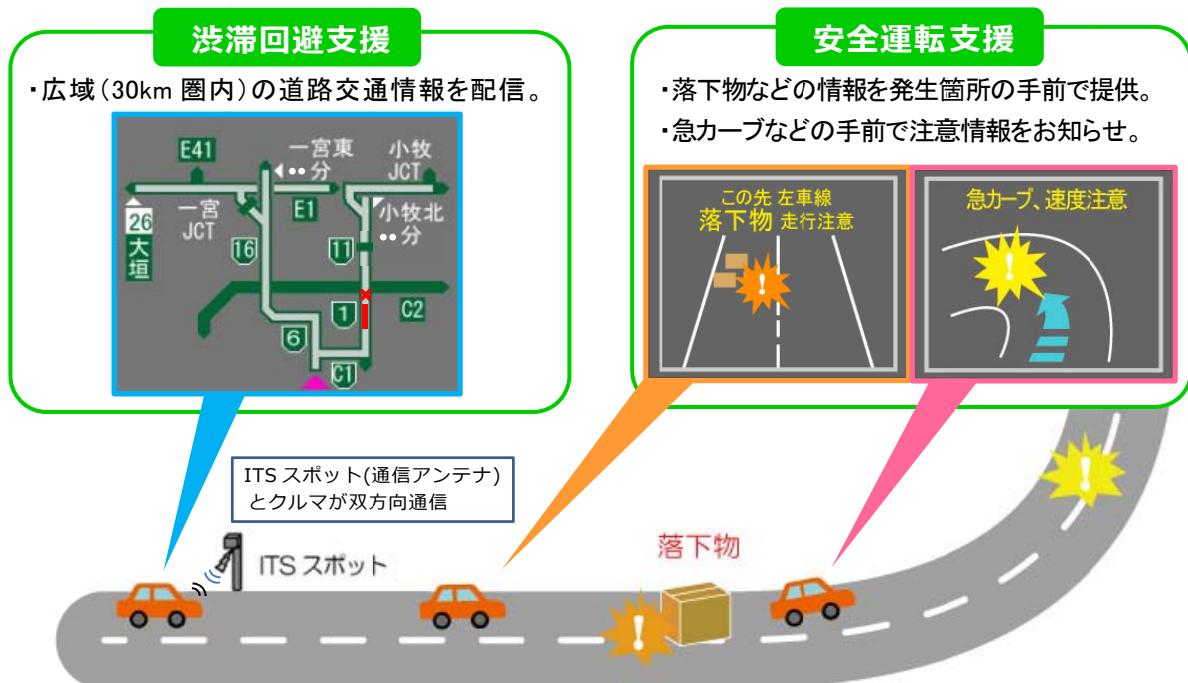 渋滞回避支援
・広域(30km 圏内)の道路交通情報を配信。
E41
一宮東
••分
小牧
JCT
26
大垣
一宮
JCT
E1
小牧北
••分
16
11
1
C2
6
C1
安全運転支援
・落下物などの情報を発生箇所の手前で提供。
・急カーブなどの手前で注意情報をお知らせ。
この先 左車線
落下物 走行注意
!
急カーブ、速度注意
!
ITS スポット(通信アンテナ)
とクルマが双方向通信
ITS スポット
落下物
!
!